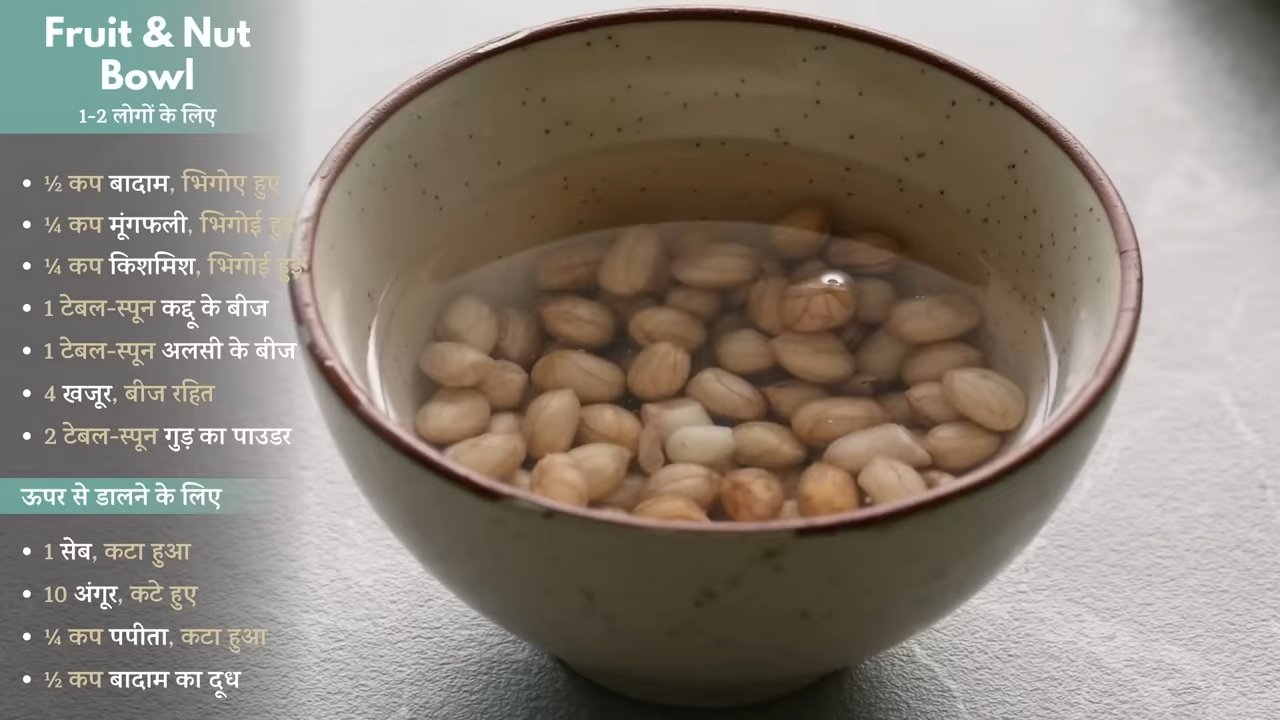 Fruit & Nut
Bowl
1-2 लोगों के लिए
• ½ कप बादाम, भिगोए हुए
• ¼ कप मूंगफली, भिगोई हुई
• ¼ कप किशमिश, भिगोई हुई
• 1 टेबल-स्पून कद्दू के बीज
• 1 टेबल-स्पून अलसी के बीज
• 4 खजूर, बीज रहित
• 2 टेबल-स्पून गुड़ का पाउडर
ऊपर से डालने के लिए
• 1 सेब, कटा हुआ
• 10 अंगूर, कटे हुए
• ¼ कप पपीता, कटा हुआ
• ½ कप बादाम का दूध